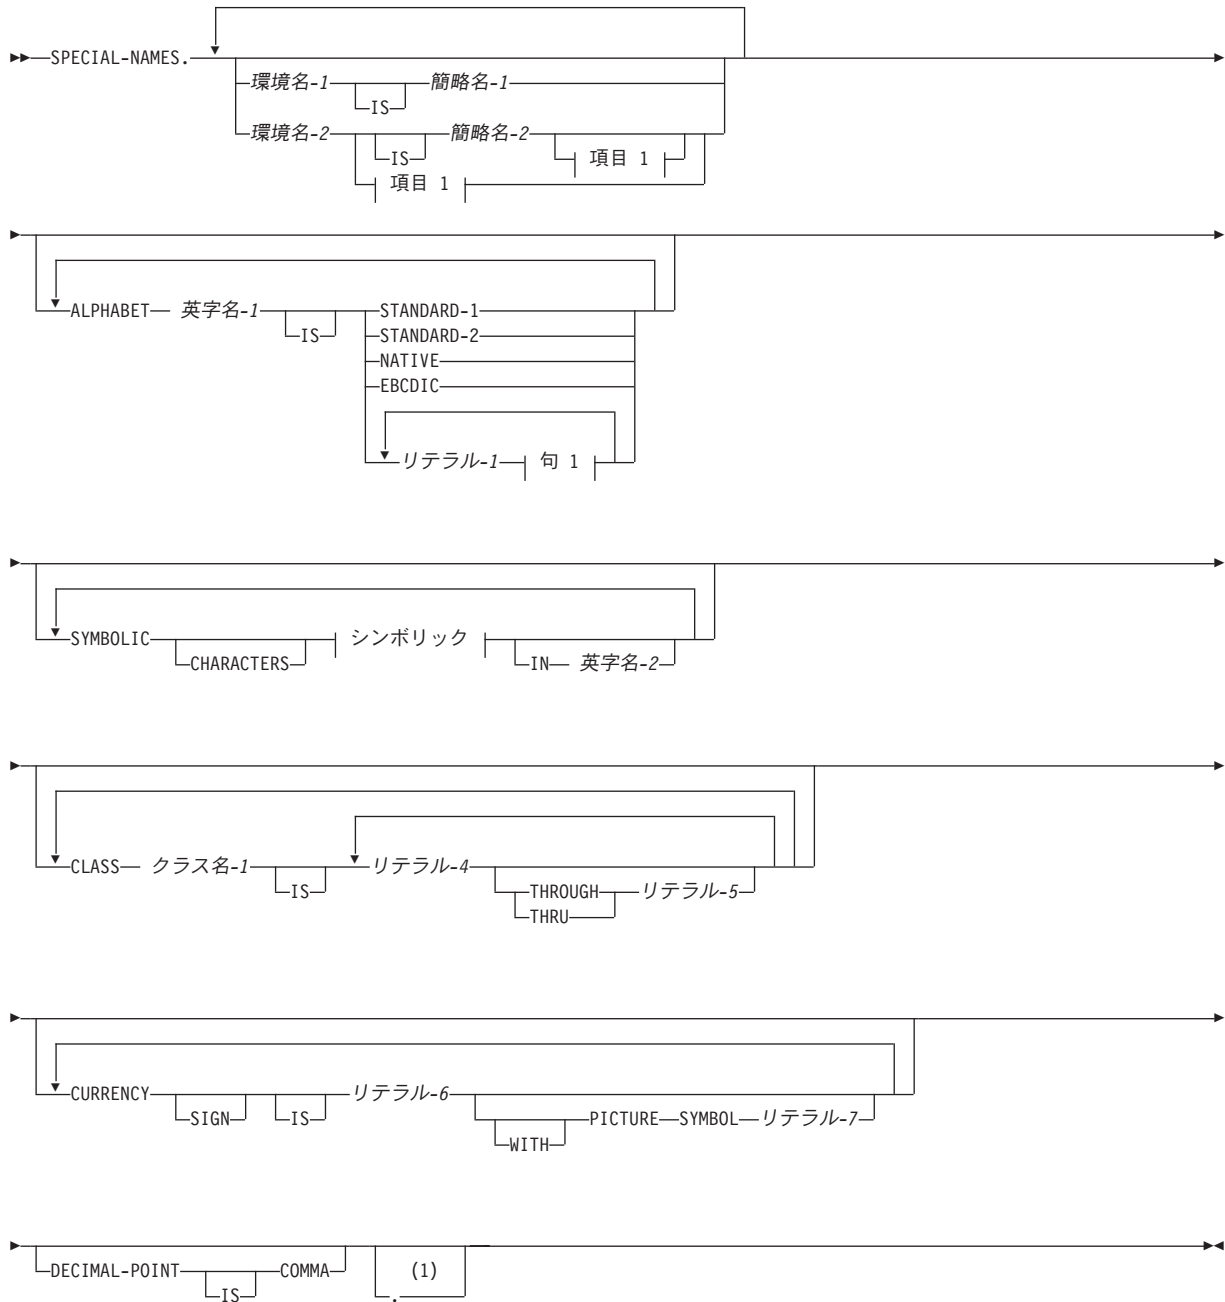 SPECIAL-NAMES.
環境名-1 IS 簡略名-1
環境名-2 IS 簡略名-2 項目 1
項目 1
ALPHABET 英字名-1 IS STANDARD-1
STANDARD-2
NATIVE
EBCDIC
リテラル-1 句 1
SYMBOLIC CHARACTERS シンボリック IN 英字名-2
CLASS クラス名-1 IS リテラル-4 THROUGH リテラル-5
THRU
CURRENCY SIGN IS リテラル-6 WITH PICTURE SYMBOL リテラル-7
DECIMAL-POINT IS COMMA (1)
.